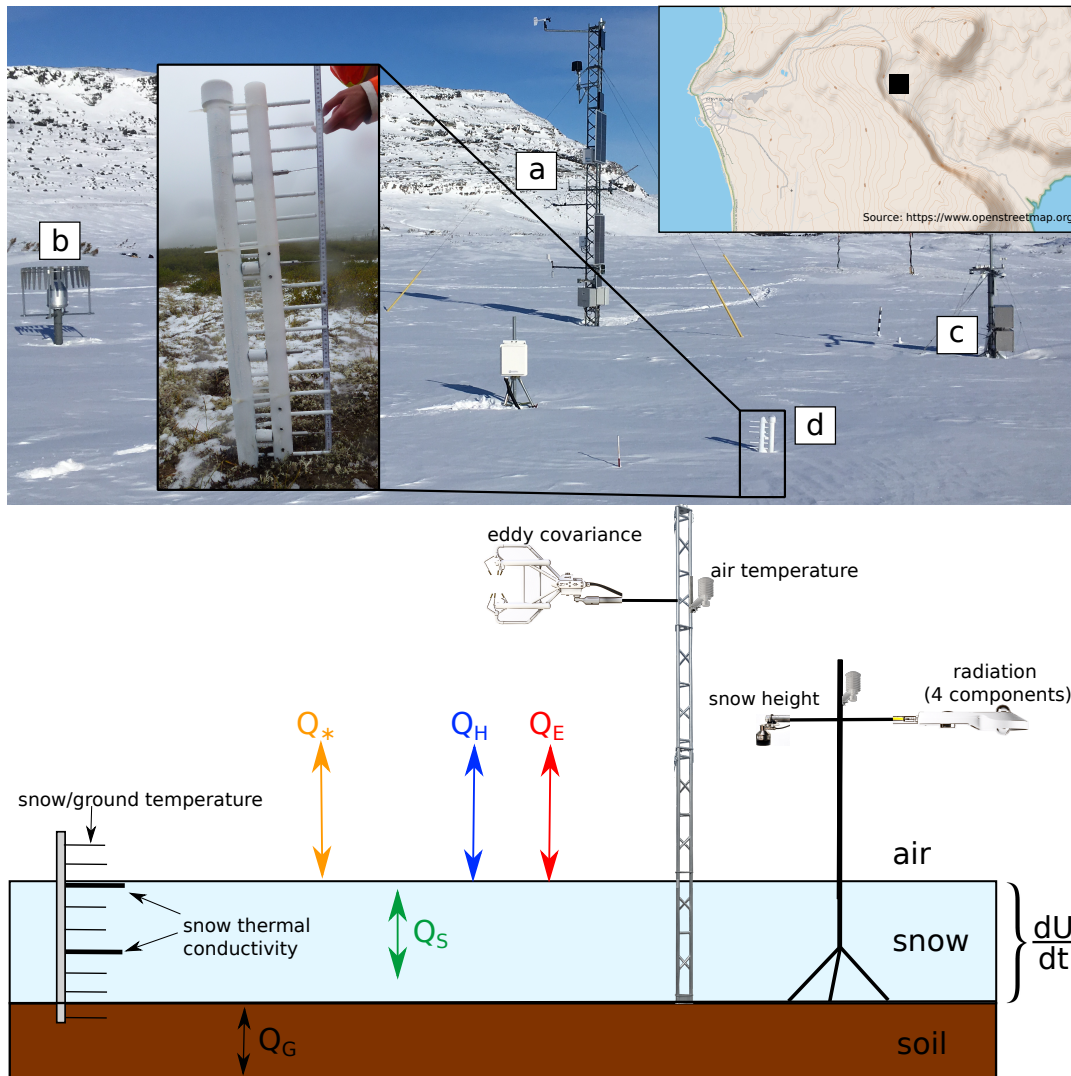 a
b
Source: https://www.openstreetmap.org
c
d
eddy covariance
air temperature
radiation
(4 components)
snow height
Q*
QH
QE
snow/ground temperature
air
snow thermal
conductivity
QS
snow
dU
dt
QG
soil